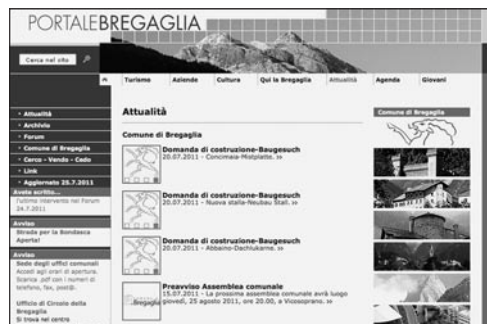 PORTALEBREGAGLIA
Cerca nel sito
Turismo Aziende Cultura Qui la Bregaglia Attualità Agenda Giovani
• Attualità
• Archivio
• Forum
• Comune di Bregaglia
• Cerco - Vendo - Cedo
• Link
• Aggiornato 25.7.2011
Avete scritto...
l'ultimo intervento nel Forum
24.7.2011
Avviso
Strada per la Bondasca
Aperta!
Avviso
Sede degli uffici comunali
Accedi agli orari di apertura.
Scarica .pdf con i numeri di
telefono, fax, post@.
Ufficio di Circolo della
Bregaglia
Si trova nel centro
Attualità
Comune di Bregaglia
Domanda di costruzione-Baugesuch
20.07.2011 - Concimaia-Mistplatte. »
Domanda di costruzione-Baugesuch
20.07.2011 - Nuova stalla-Neubau Stall. »
Domanda di costruzione-Baugesuch
20.07.2011 - Abbaino-Dachlukarne. »
Preavviso Assemblea comunale
15.07.2011 - La prossima assemblea comunale avrà luogo
giovedì, 25 agosto 2011, ore 20.00, a Vicosoprano. »
Bregaglia
Comune di Bregaglia